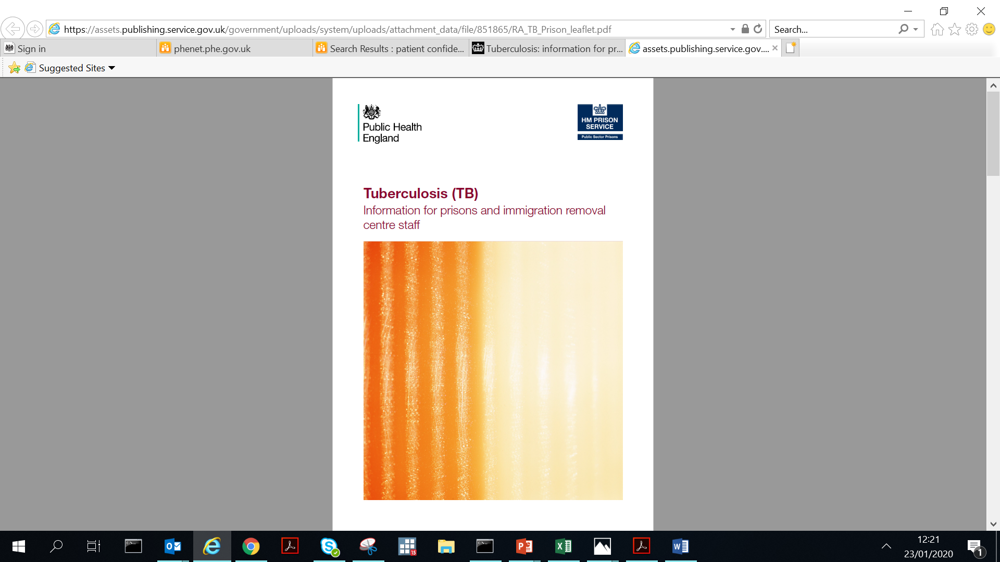 https://assets.publishing.service.gov.uk/government/uploads/system/uploads/attachment_data/file/851865/RA_TB_Prison_leaflet.pdf
Search...
Sign in
phenet.phe.gov.uk
Search Results : patient confide...
Tuberculosis: information for pr...
assets.publishing.service.gov....
Suggested Sites
Public Health
England
HM PRISON
SERVICE
Public Sector Prisons
Tuberculosis (TB)
Information for prisons and immigration removal
centre staff
12:21
23/01/2020
15
1